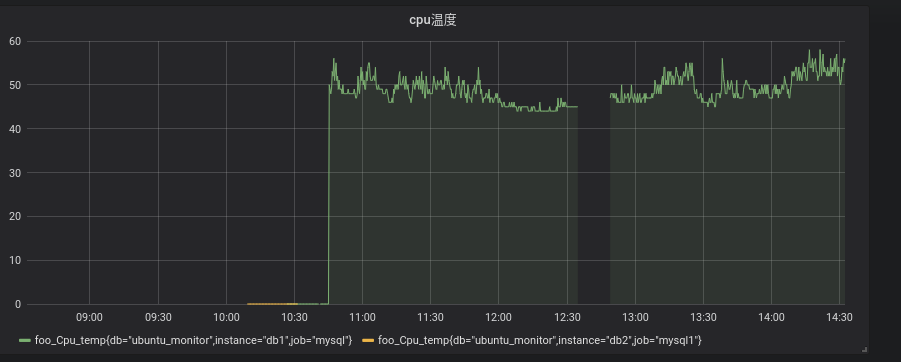 cpu温度
60
50
40
30
20
10
0
09:00 09:30 10:00 10:30 11:00 11:30 12:00 12:30 13:00 13:30 14:00 14:30
foo_Cpu_temp{db="ubuntu_monitor",instance="db1",job="mysql"} foo_Cpu_temp{db="ubuntu_monitor",instance="db2",job="mysql1"}